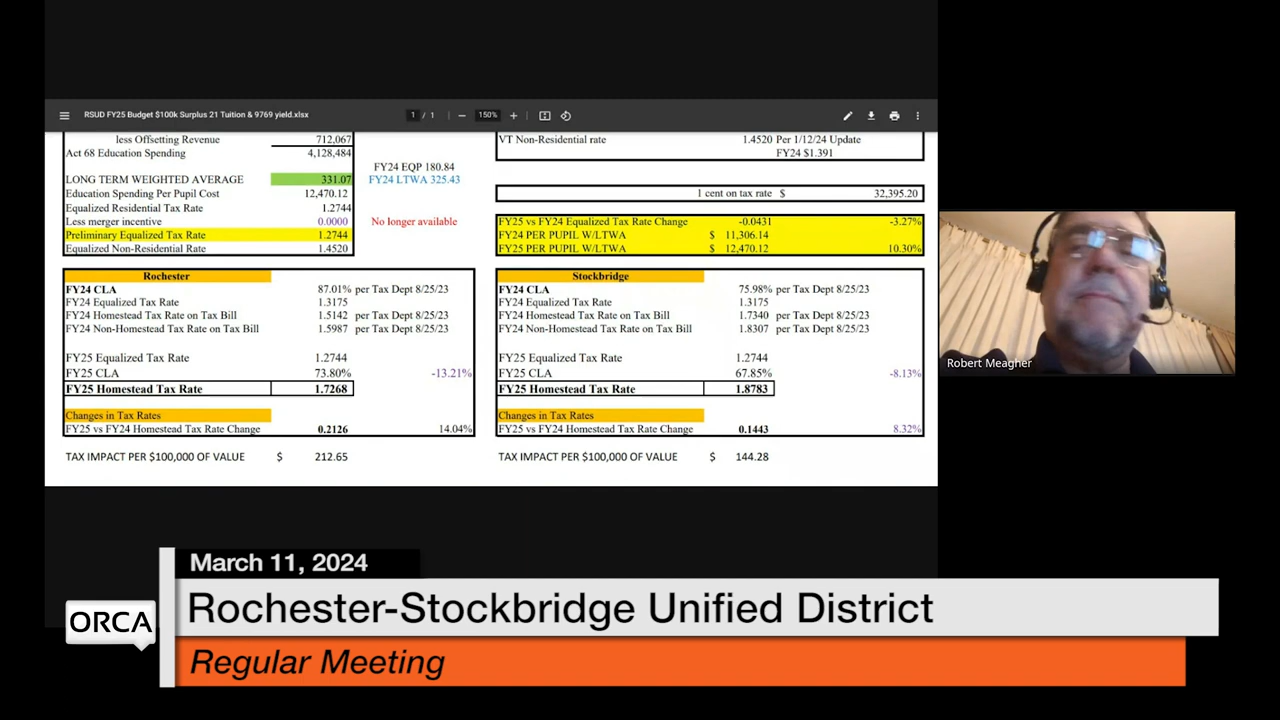 RSUD FY25 Budget $100k Surplus 21 Tuition & 9769 yield.xlsx 1 / 1 — 150% +
less Offsetting Revenue 712,067
Act 68 Education Spending 4,128,484
FY24 EQP 180.84
LONG TERM WEIGHTED AVERAGE 331.07 FY24 LTWA 325.43
Education Spending Per Pupil Cost 12,470.12
Equalized Residential Tax Rate 1.2744
Less merger incentive 0.0000 No longer available
Preliminary Equalized Tax Rate 1.2744
Equalized Non-Residential Rate 1.4520
VT Non-Residential rate 1.4520 Per 1/12/24 Update
FY24 $1.391
1 cent on tax rate $ 32,395.20
FY25 vs FY24 Equalized Tax Rate Change -0.0431 -3.27%
FY24 PER PUPIL W/LTWA $ 11,306.14
FY25 PER PUPIL W/LTWA $ 12,470.12 10.30%
Rochester
FY24 CLA 87.01% per Tax Dept 8/25/23
FY24 Equalized Tax Rate 1.3175
FY24 Homestead Tax Rate on Tax Bill 1.5142 per Tax Dept 8/25/23
FY24 Non-Homestead Tax Rate on Tax Bill 1.5987 per Tax Dept 8/25/23
FY25 Equalized Tax Rate 1.2744
FY25 CLA 73.80% -13.21%
FY25 Homestead Tax Rate 1.7268
Changes in Tax Rates
FY25 vs FY24 Homestead Tax Rate Change 0.2126 14.04%
TAX IMPACT PER $100,000 OF VALUE $ 212.65
Stockbridge
FY24 CLA 75.98% per Tax Dept 8/25/23
FY24 Equalized Tax Rate 1.3175
FY24 Homestead Tax Rate on Tax Bill 1.7340 per Tax Dept 8/25/23
FY24 Non-Homestead Tax Rate on Tax Bill 1.8307 per Tax Dept 8/25/23
FY25 Equalized Tax Rate 1.2744
FY25 CLA 67.85% -8.13%
FY25 Homestead Tax Rate 1.8783
Changes in Tax Rates
FY25 vs FY24 Homestead Tax Rate Change 0.1443 8.32%
TAX IMPACT PER $100,000 OF VALUE $ 144.28
Robert Meagher
March 11, 2024
ORCA
Rochester-Stockbridge Unified District
Regular Meeting